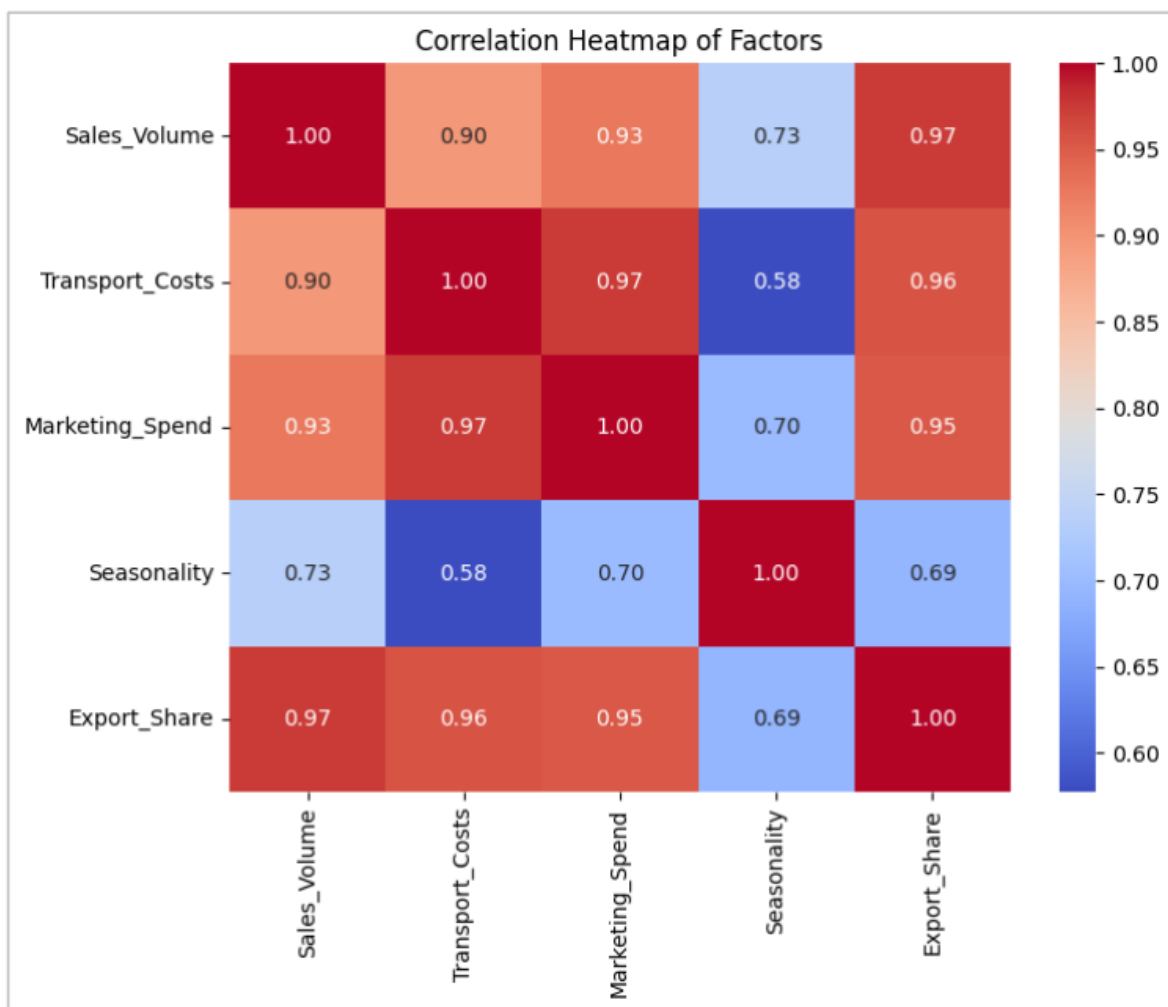 Correlation Heatmap of Factors
Sales_Volume 1.00 0.90 0.93 0.73 0.97
Transport_Costs 0.90 1.00 0.97 0.58 0.96
Marketing_Spend 0.93 0.97 1.00 0.70 0.95
Seasonality 0.73 0.58 0.70 1.00 0.69
Export_Share 0.97 0.96 0.95 0.69 1.00
Sales_Volume
Transport_Costs
Marketing_Spend
Seasonality
Export_Share
1.00
0.95
0.90
0.85
0.80
0.75
0.70
0.65
0.60